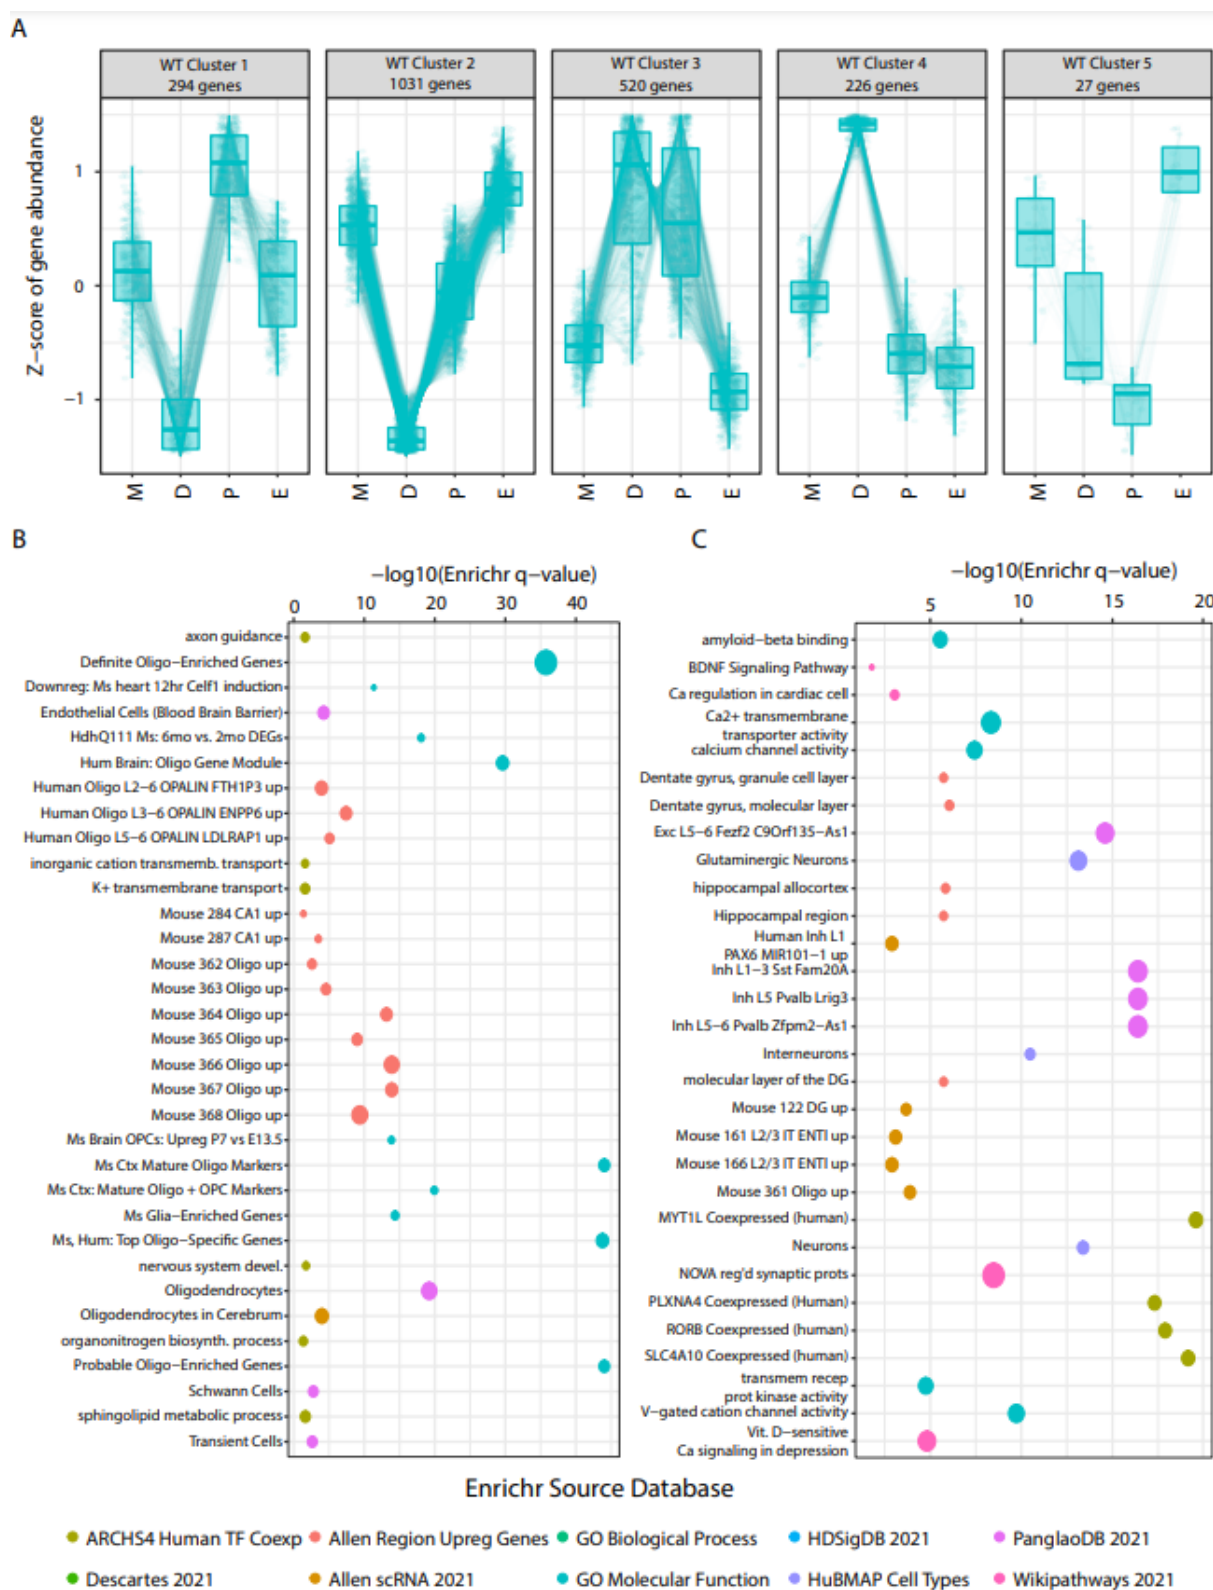 A
WT Cluster 1
294 genes
WT Cluster 2
1031 genes
WT Cluster 3
520 genes
WT Cluster 4
226 genes
WT Cluster 5
27 genes
Z−score of gene abundance
1
0
−1
M D P E
M D P E
M D P E
M D P E
M D P E
B
−log10(Enrichr q−value)
0 10 20 30 40
axon guidance
Definite Oligo−Enriched Genes
Downreg: Ms heart 12hr Celf1 induction
Endothelial Cells (Blood Brain Barrier)
HdhQ111 Ms: 6mo vs. 2mo DEGs
Hum Brain: Oligo Gene Module
Human Oligo L2−6 OPALIN FTH1P3 up
Human Oligo L3−6 OPALIN ENPP6 up
Human Oligo L5−6 OPALIN LDLRAP1 up
inorganic cation transmemb. transport
K+ transmembrane transport
Mouse 284 CA1 up
Mouse 287 CA1 up
Mouse 362 Oligo up
Mouse 363 Oligo up
Mouse 364 Oligo up
Mouse 365 Oligo up
Mouse 366 Oligo up
Mouse 367 Oligo up
Mouse 368 Oligo up
Ms Brain OPCs: Upreg P7 vs E13.5
Ms Ctx Mature Oligo Markers
Ms Ctx: Mature Oligo + OPC Markers
Ms Glia−Enriched Genes
Ms, Hum: Top Oligo−Specific Genes
nervous system devel.
Oligodendrocytes
Oligodendrocytes in Cerebrum
organonitrogen biosynth. process
Probable Oligo−Enriched Genes
Schwann Cells
sphingolipid metabolic process
Transient Cells
C
−log10(Enrichr q−value)
5 10 15 20
amyloid−beta binding
BDNF Signaling Pathway
Ca regulation in cardiac cell
Ca2+ transmembrane
transporter activity
calcium channel activity
Dentate gyrus, granule cell layer
Dentate gyrus, molecular layer
Exc L5−6 Fezf2 C9Orf135−As1
Glutaminergic Neurons
hippocampal allocortex
Hippocampal region
Human Inh L1
PAX6 MIR101−1 up
Inh L1−3 Sst Fam20A
Inh L5 Pvalb Lrig3
Inh L5−6 Pvalb Zfpm2−As1
Interneurons
molecular layer of the DG
Mouse 122 DG up
Mouse 161 L2/3 IT ENTI up
Mouse 166 L2/3 IT ENTI up
Mouse 361 Oligo up
MYT1L Coexpressed (human)
Neurons
NOVA reg'd synaptic prots
PLXNA4 Coexpressed (Human)
RORB Coexpressed (human)
SLC4A10 Coexpressed (human)
transmem recep
prot kinase activity
V−gated cation channel activity
Vit. D−sensitive
Ca signaling in depression
Enrichr Source Database
ARCHS4 Human TF Coexp Allen Region Upreg Genes GO Biological Process HDSigDB 2021 PanglaoDB 2021
Descartes 2021 Allen scRNA 2021 GO Molecular Function HuBMAP Cell Types Wikipathways 2021